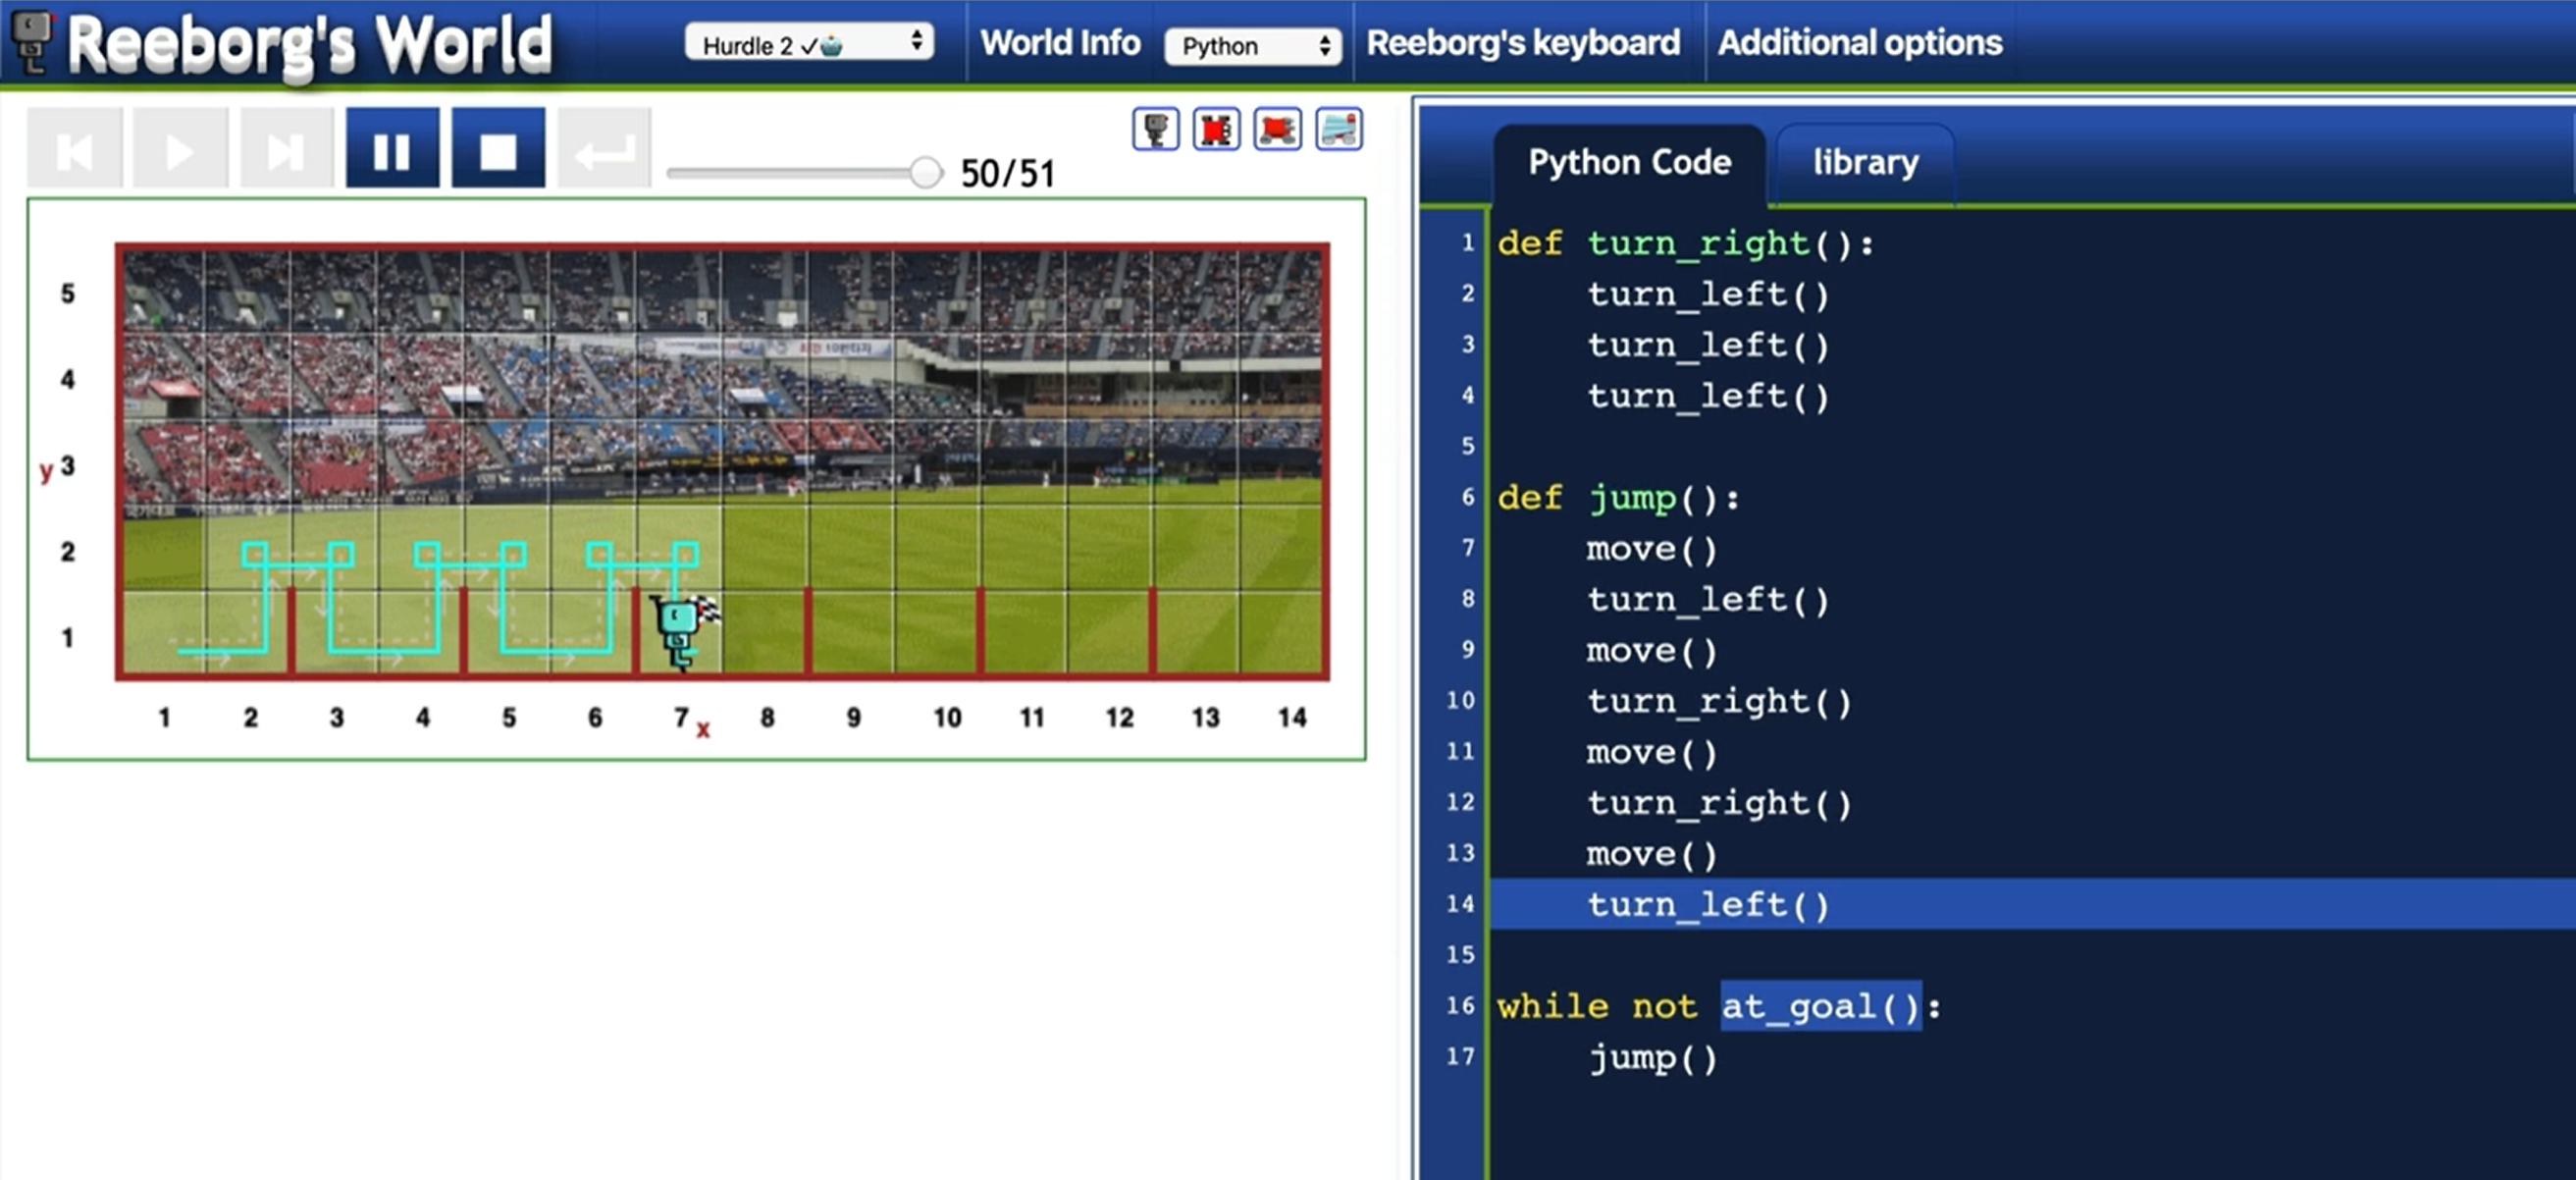 Reeborg's World
Hurdle 2 ✓
World Info
Python
Reeborg's keyboard
Additional options
50/51
5
4
y 3
2
1
1 2 3 4 5 6 7 x 8 9 10 11 12 13 14
Python Code
library
1 def turn_right():
2     turn_left()
3     turn_left()
4     turn_left()
5
6 def jump():
7     move()
8     turn_left()
9     move()
10     turn_right()
11     move()
12     turn_right()
13     move()
14     turn_left()
15
16 while not at_goal():
17     jump()